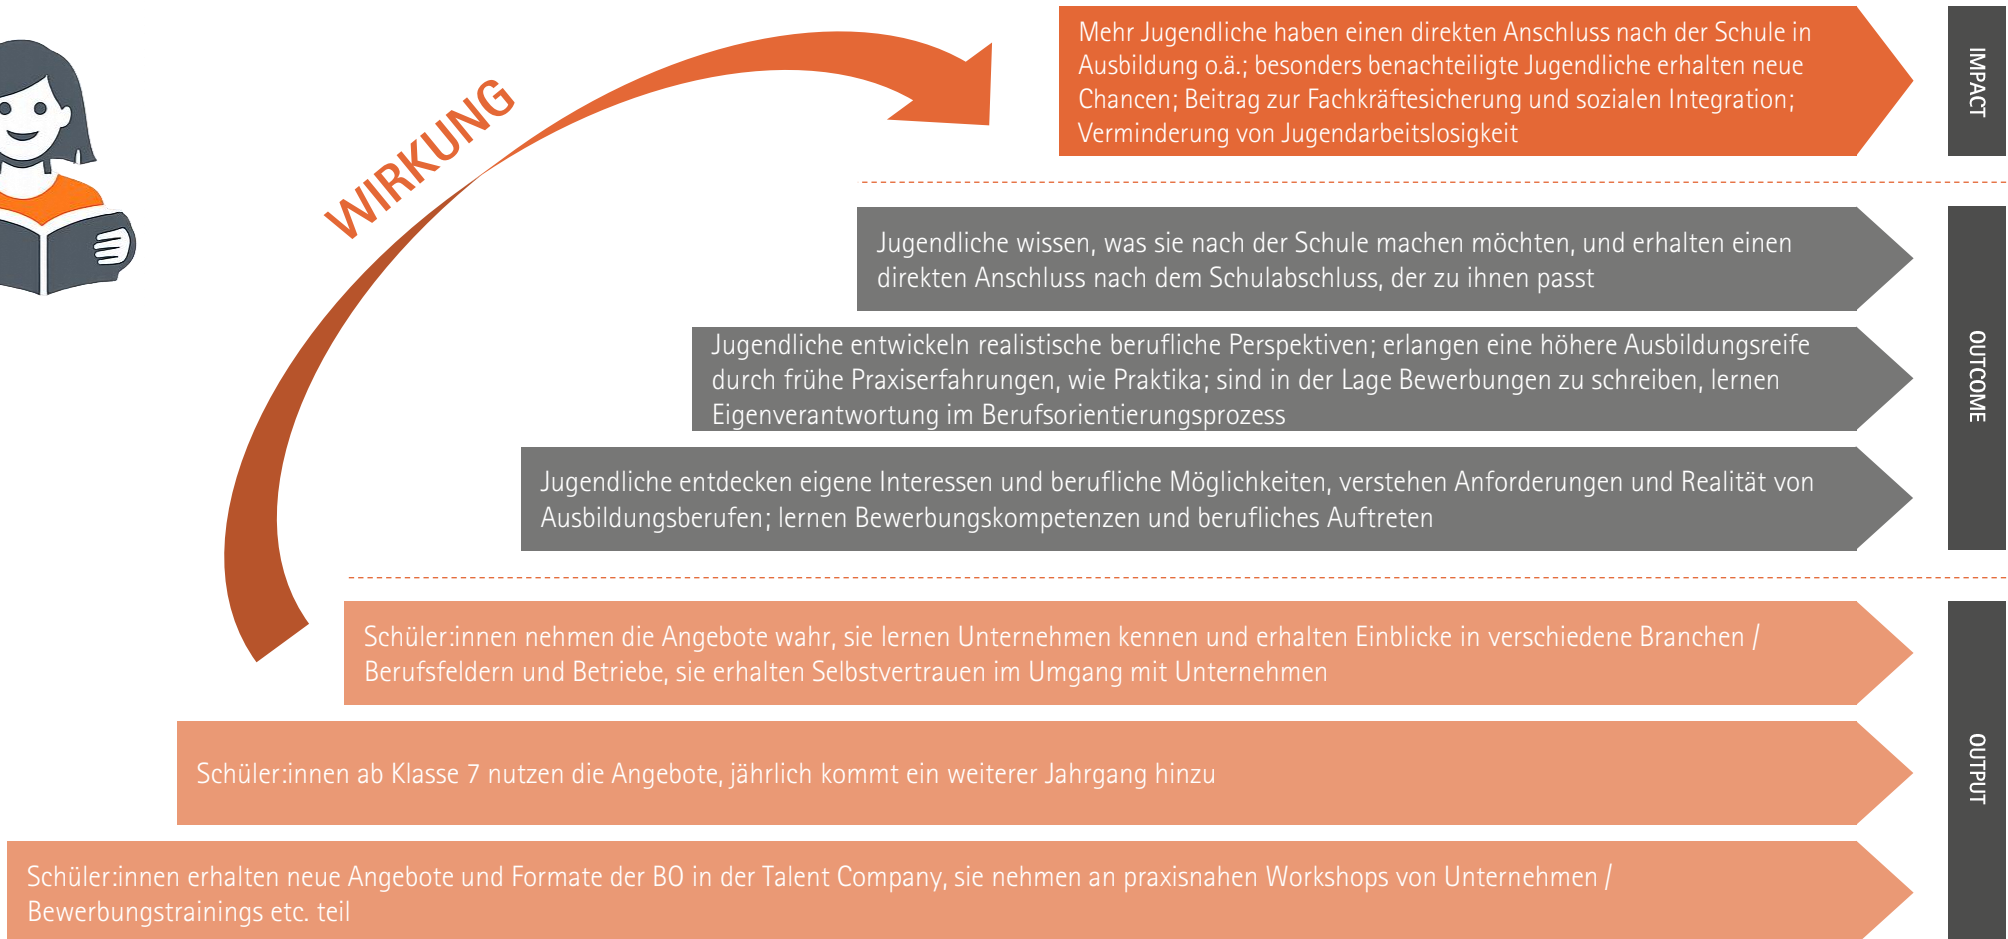 WIRKUNG
Mehr Jugendliche haben einen direkten Anschluss nach der Schule in
Ausbildung o.ä.; besonders benachteiligte Jugendliche erhalten neue
Chancen; Beitrag zur Fachkräftesicherung und sozialen Integration;
Verminderung von Jugendarbeitslosigkeit
IMPACT
Jugendliche wissen, was sie nach der Schule machen möchten, und erhalten einen
direkten Anschluss nach dem Schulabschluss, der zu ihnen passt
Jugendliche entwickeln realistische berufliche Perspektiven; erlangen eine höhere Ausbildungsreife
durch frühe Praxiserfahrungen, wie Praktika; sind in der Lage Bewerbungen zu schreiben, lernen
Eigenverantwortung im Berufsorientierungsprozess
Jugendliche entdecken eigene Interessen und berufliche Möglichkeiten, verstehen Anforderungen und Realität von
Ausbildungsberufen; lernen Bewerbungskompetenzen und berufliches Auftreten
OUTCOME
Schüler:innen nehmen die Angebote wahr, sie lernen Unternehmen kennen und erhalten Einblicke in verschiedene Branchen /
Berufsfeldern und Betriebe, sie erhalten Selbstvertrauen im Umgang mit Unternehmen
Schüler:innen ab Klasse 7 nutzen die Angebote, jährlich kommt ein weiterer Jahrgang hinzu
Schüler:innen erhalten neue Angebote und Formate der BO in der Talent Company, sie nehmen an praxisnahen Workshops von Unternehmen /
Bewerbungstrainings etc. teil
OUTPUT